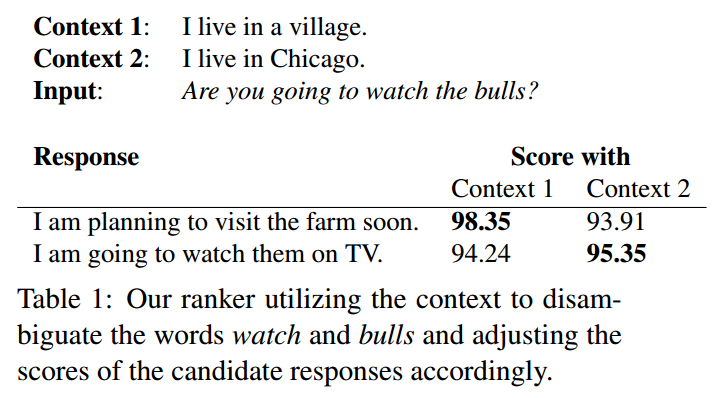 Context 1: I live in a village.
Context 2: I live in Chicago.
Input: Are you going to watch the bulls?
Response Score with
Context 1 Context 2
I am planning to visit the farm soon. 98.35 93.91
I am going to watch them on TV. 94.24 95.35
Table 1: Our ranker utilizing the context to disam-
biguate the words watch and bulls and adjusting the
scores of the candidate responses accordingly.